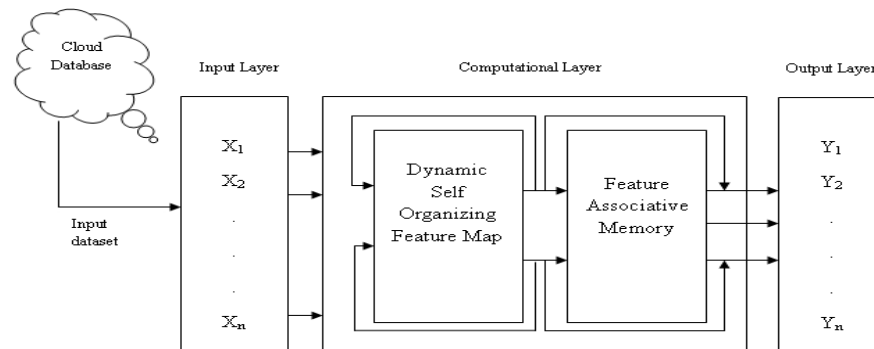 Cloud
Database
Input Layer
Computational Layer
Output Layer
Input
dataset
X1
X2
.
.
.
Xn
Dynamic
Self
Organizing
Feature Map
Feature
Associative
Memory
Y1
Y2
.
.
.
Yn